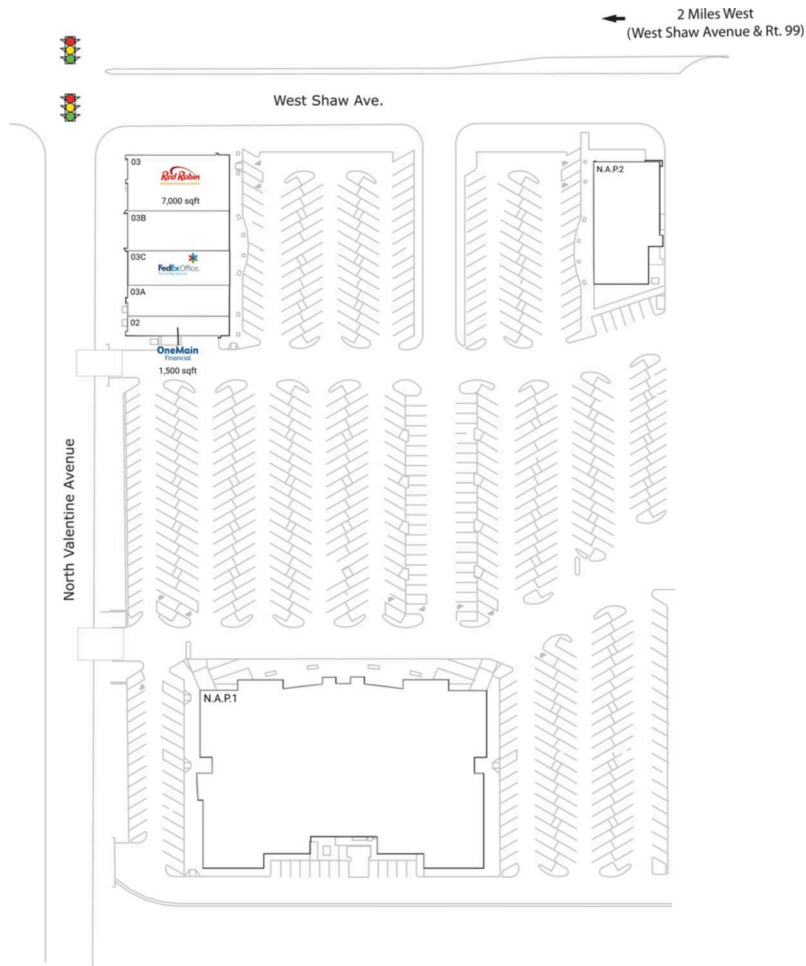 2 Miles West
(West Shaw Avenue & Rt. 99)
West Shaw Ave.
03
Red Robin
7,000 sqft
03B
03C
FedEx Office.
03A
02
OneMain
Financial.
1,500 sqft
N.A.P.2
North Valentine Avenue
N.A.P.1